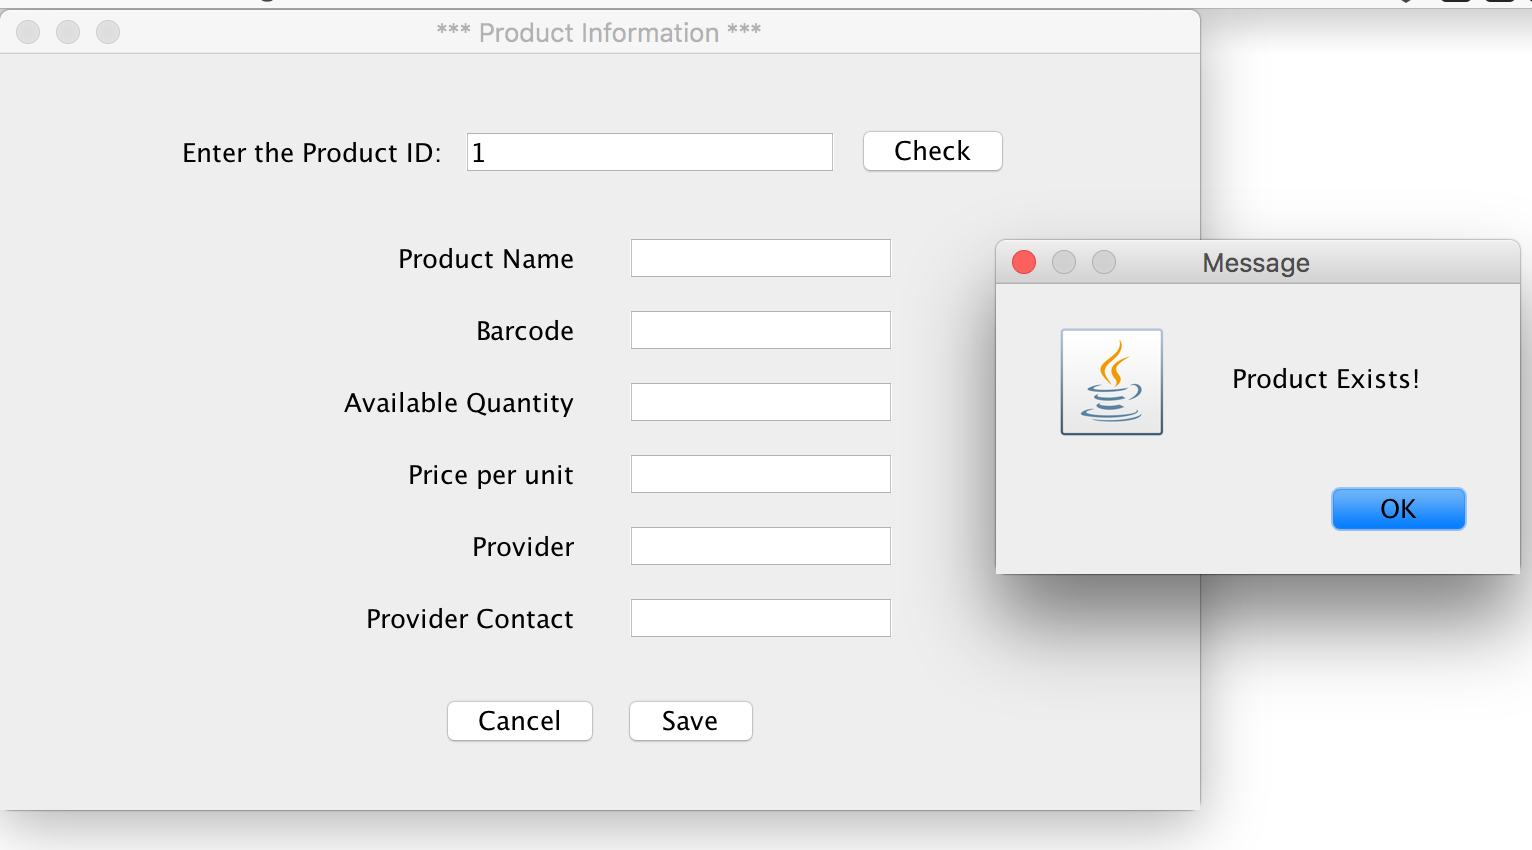 *** Product Information ***
Enter the Product ID: 1 Check
Product Name
Barcode
Available Quantity
Price per unit
Provider
Provider Contact
Cancel Save
Message
Product Exists!
OK